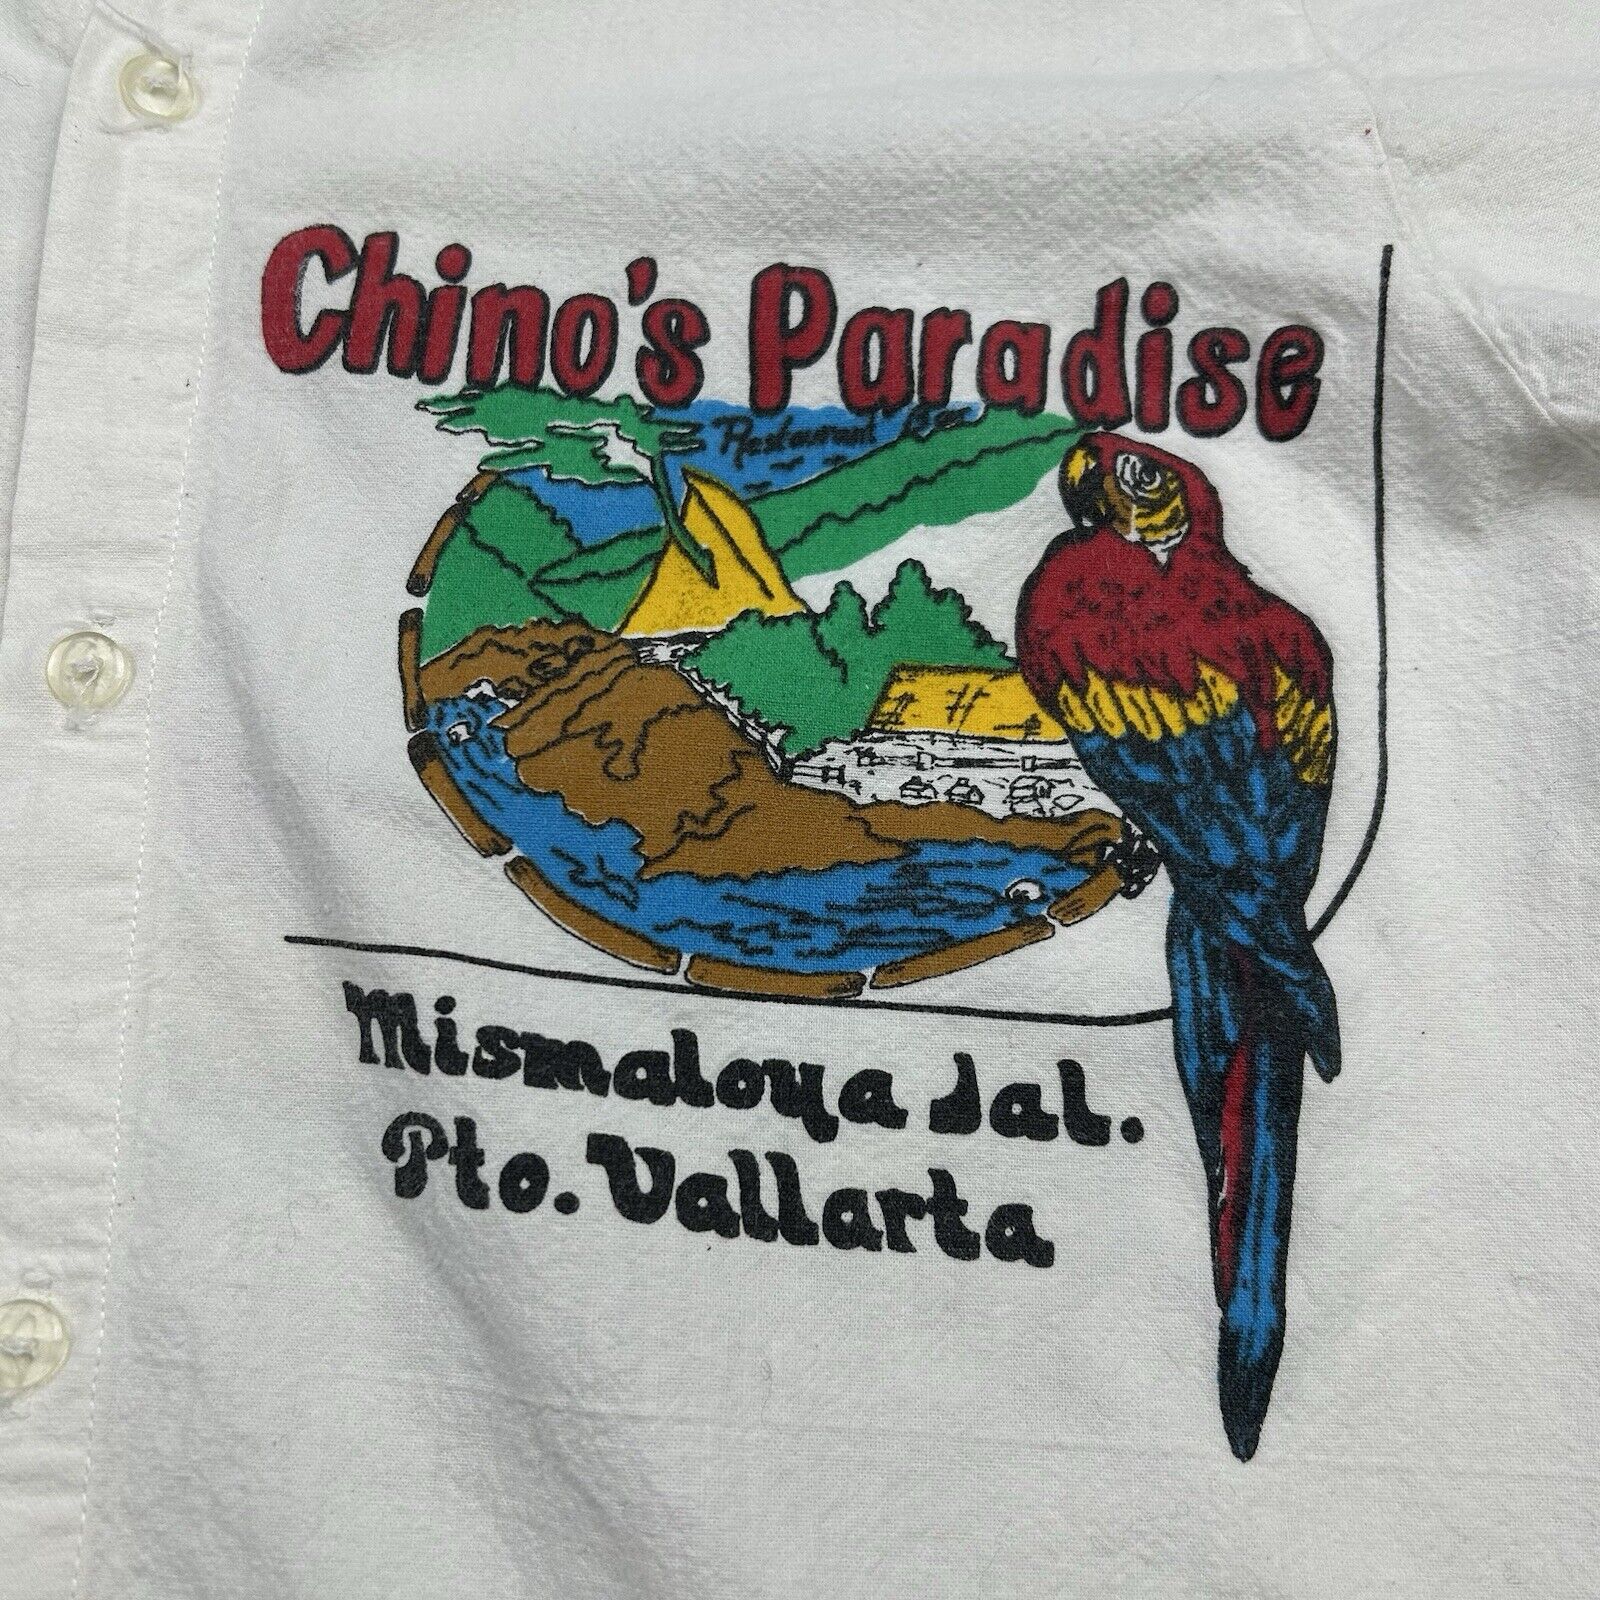 Chino's Paradise
Restaurant Bar
Mismaloya Jal.
Pto. Vallarta